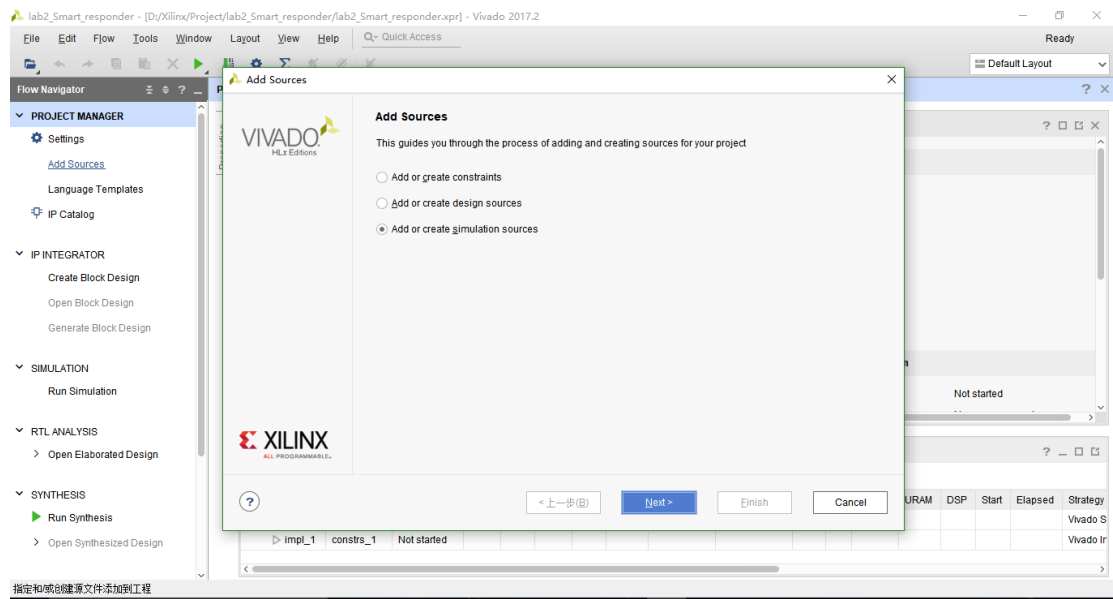 lab2_Smart_responder - [D:/Xilinx/Project/lab2_Smart_responder/lab2_Smart_responder.xpr] - Vivado 2017.2
File Edit Flow Tools Window Layout View Help Quick Access Ready
Default Layout
Flow Navigator
PROJECT MANAGER
Settings
Add Sources
Language Templates
IP Catalog
IP INTEGRATOR
Create Block Design
Open Block Design
Generate Block Design
SIMULATION
Run Simulation
RTL ANALYSIS
Open Elaborated Design
SYNTHESIS
Run Synthesis
Open Synthesized Design
Add Sources
VIVADO
HLx Editions
Add Sources
This guides you through the process of adding and creating sources for your project
Add or create constraints
Add or create design sources
Add or create simulation sources
XILINX
ALL PROGRAMMABLE.
< 上一步(B) Next > Finish Cancel
Not started
URAM DSP Start Elapsed Strategy
Vivado S
impl_1 constrs_1 Not started Vivado Ir
指定和/或创建源文件添加到工程